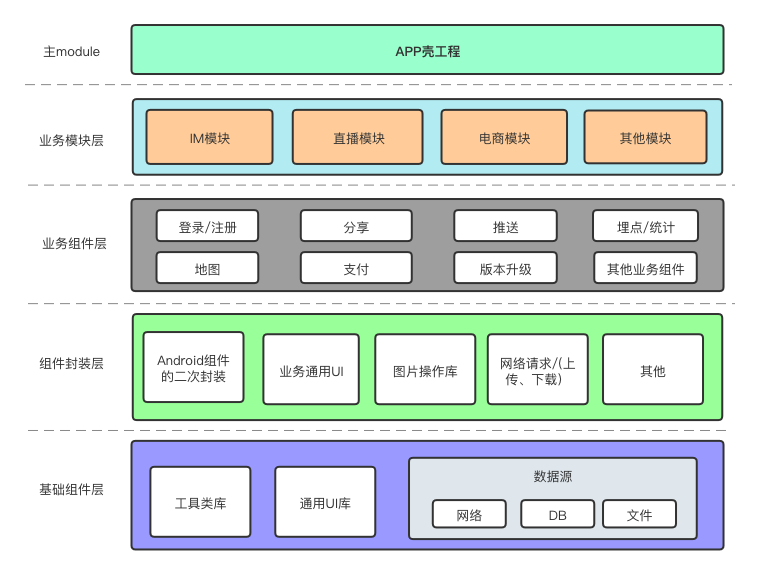 主module
APP壳工程
业务模块层
IM模块
直播模块
电商模块
其他模块
业务组件层
登录/注册
分享
推送
埋点/统计
地图
支付
版本升级
其他业务组件
组件封装层
Android组件
的二次封装
业务通用UI
图片操作库
网络请求/(上
传、下载)
其他
基础组件层
工具类库
通用UI库
数据源
网络
DB
文件